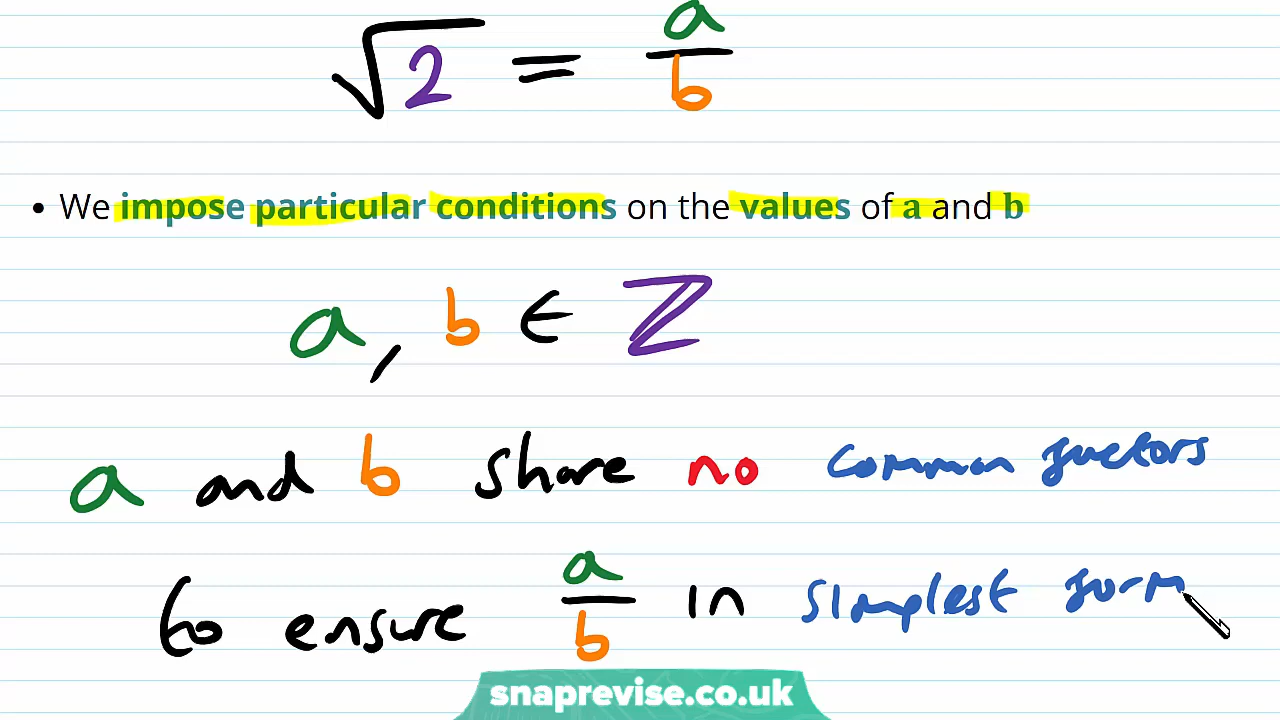 √2 = a/b
• We impose particular conditions on the values of a and b
a, b ∈ ℤ
a and b share no common factors
to ensure a/b in simplest form
snaprevise.co.uk